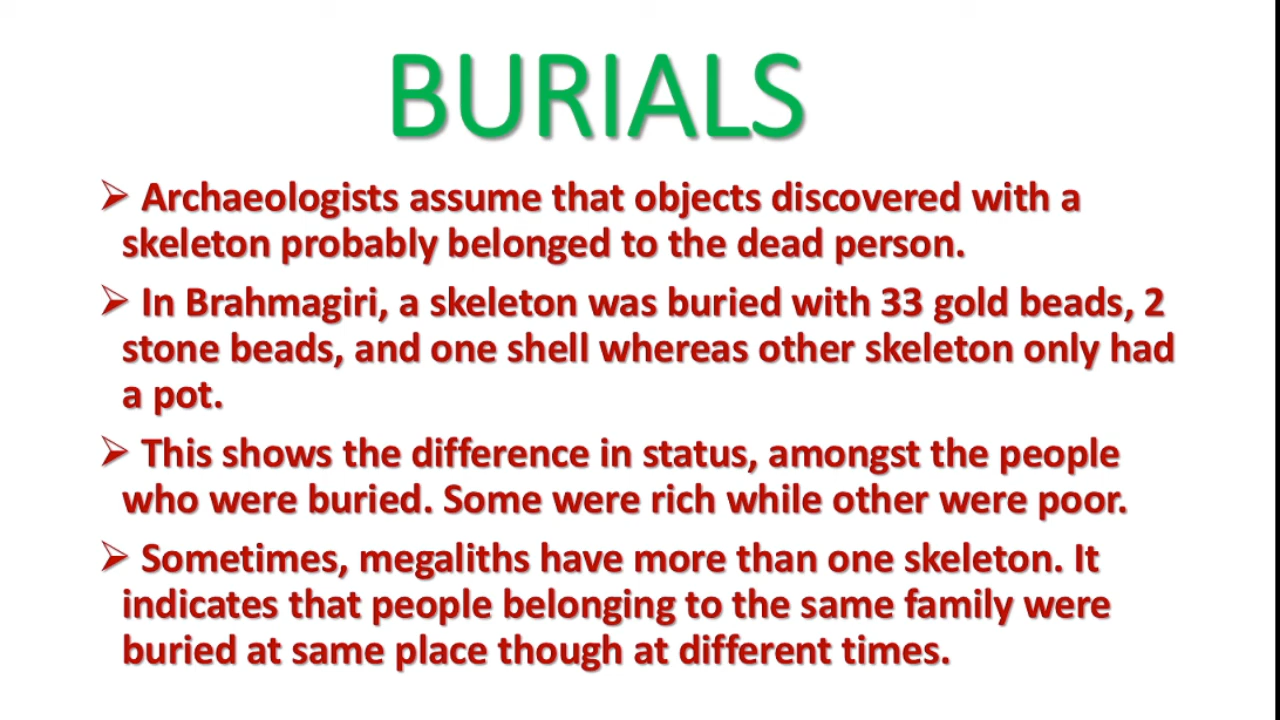 BURIALS
➢ Archaeologists assume that objects discovered with a
skeleton probably belonged to the dead person.
➢ In Brahmagiri, a skeleton was buried with 33 gold beads, 2
stone beads, and one shell whereas other skeleton only had
a pot.
➢ This shows the difference in status, amongst the people
who were buried. Some were rich while other were poor.
➢ Sometimes, megaliths have more than one skeleton. It
indicates that people belonging to the same family were
buried at same place though at different times.